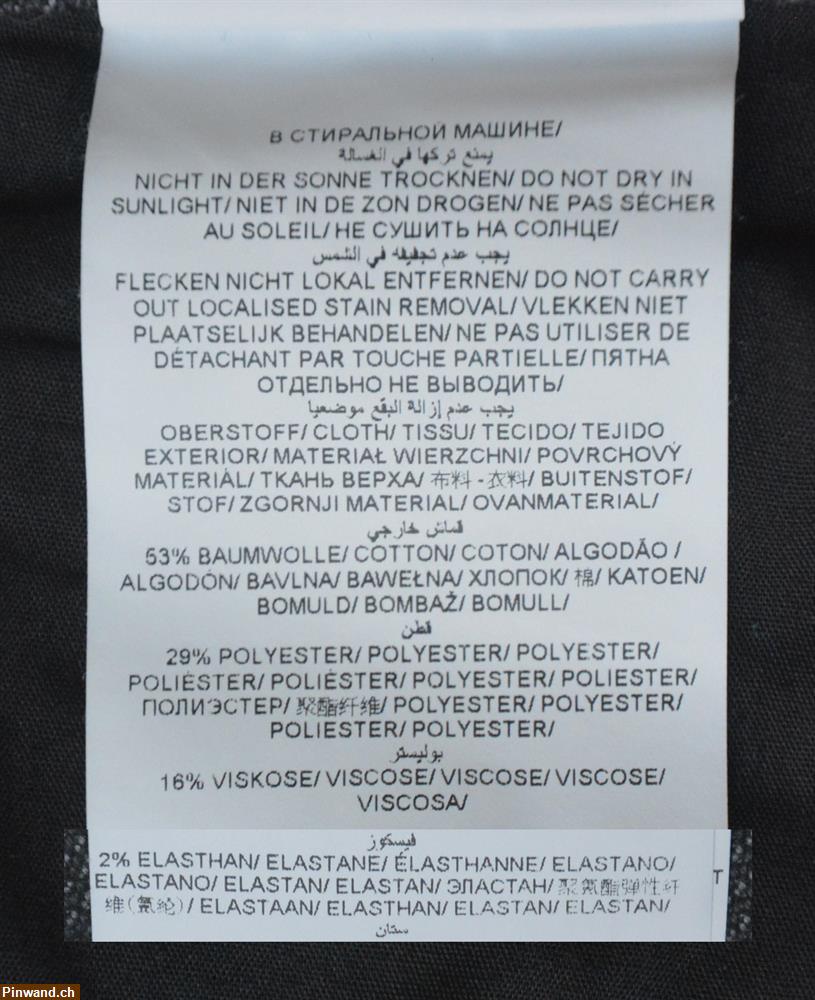 В СТИРАЛЬНОЙ МАШИНЕ/
يمنع تركها في الغسالة
NICHT IN DER SONNE TROCKNEN/ DO NOT DRY IN
SUNLIGHT/ NIET IN DE ZON DROGEN/ NE PAS SÉCHER
AU SOLEIL/ НЕ СУШИТЬ НА СОЛНЦЕ/
يجب عدم تجفيفه في الشمس
FLECKEN NICHT LOKAL ENTFERNEN/ DO NOT CARRY
OUT LOCALISED STAIN REMOVAL/ VLEKKEN NIET
PLAATSELIJK BEHANDELEN/ NE PAS UTILISER DE
DÉTACHANT PAR TOUCHE PARTIELLE/ ПЯТНА
ОТДЕЛЬНО НЕ ВЫВОДИТЬ/
يجب عدم إزالة البقع موضعيا
OBERSTOFF/ CLOTH/ TISSU/ TECIDO/ TEJIDO
EXTERIOR/ MATERIAŁ WIERZCHNI/ POVRCHOVÝ
MATERIÁL/ ТКАНЬ ВЕРХА/ 布料 - 衣料/ BUITENSTOF/
STOF/ ZGORNJI MATERIAL/ OVANMATERIAL/
قماش خارجي
53% BAUMWOLLE/ COTTON/ COTON/ ALGODÃO /
ALGODÓN/ BAVLNA/ BAWEŁNA/ ХЛОПОК/ 棉/ KATOEN/
BOMULD/ BOMBAŽ/ BOMULL/
قطن
29% POLYESTER/ POLYESTER/ POLYESTER/
POLIÉSTER/ POLIÉSTER/ POLYESTER/ POLIESTER/
ПОЛИЭСТЕР/ 聚酯纤维/ POLYESTER/ POLYESTER/
POLIESTER/ POLYESTER/
بوليستر
16% VISKOSE/ VISCOSE/ VISCOSE/ VISCOSE/
VISCOSA/
فيسكوز
2% ELASTHAN/ ELASTANE/ ÉLASTHANNE/ ELASTANO/
ELASTANO/ ELASTAN/ ELASTAN/ ЭЛАСТАН/ 聚氨酯弹性纤
维(氨纶)/ ELASTAAN/ ELASTHAN/ ELASTAN/ ELASTAN/
ستان
T
Pinwand.ch